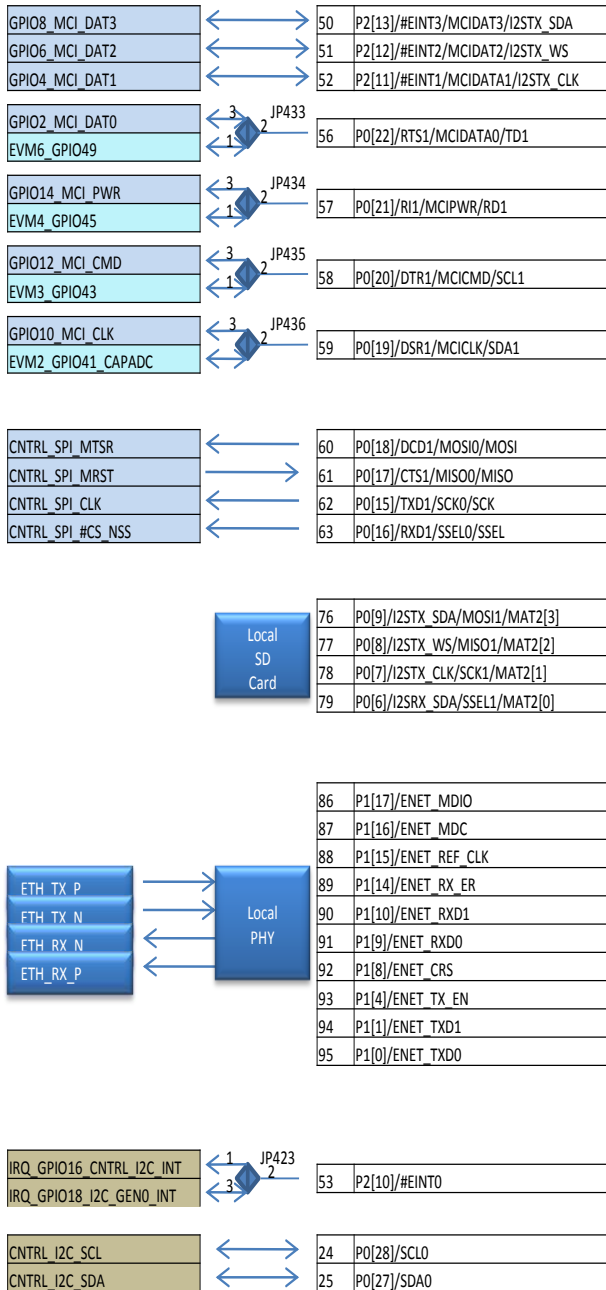 GPIO8_MCI_DAT3 50 P2[13]/#EINT3/MCIDAT3/I2STX_SDA
GPIO6_MCI_DAT2 51 P2[12]/#EINT2/MCIDAT2/I2STX_WS
GPIO4_MCI_DAT1 52 P2[11]/#EINT1/MCIDATA1/I2STX_CLK
GPIO2_MCI_DAT0 3 JP433
EVM6_GPIO49 1 2 56 P0[22]/RTS1/MCIDATA0/TD1
GPIO14_MCI_PWR 3 JP434
EVM4_GPIO45 1 2 57 P0[21]/RI1/MCIPWR/RD1
GPIO12_MCI_CMD 3 JP435
EVM3_GPIO43 1 2 58 P0[20]/DTR1/MCICMD/SCL1
GPIO10_MCI_CLK 3 JP436
EVM2_GPIO41_CAPADC 1 2 59 P0[19]/DSR1/MCICLK/SDA1
CNTRL_SPI_MTSR 60 P0[18]/DCD1/MOSI0/MOSI
CNTRL_SPI_MRST 61 P0[17]/CTS1/MISO0/MISO
CNTRL_SPI_CLK 62 P0[15]/TXD1/SCK0/SCK
CNTRL_SPI_#CS_NSS 63 P0[16]/RXD1/SSEL0/SSEL
Local
SD
Card
76 P0[9]/I2STX_SDA/MOSI1/MAT2[3]
77 P0[8]/I2STX_WS/MISO1/MAT2[2]
78 P0[7]/I2STX_CLK/SCK1/MAT2[1]
79 P0[6]/I2SRX_SDA/SSEL1/MAT2[0]
ETH_TX_P
ETH_TX_N
ETH_RX_N
ETH_RX_P
Local
PHY
86 P1[17]/ENET_MDIO
87 P1[16]/ENET_MDC
88 P1[15]/ENET_REF_CLK
89 P1[14]/ENET_RX_ER
90 P1[10]/ENET_RXD1
91 P1[9]/ENET_RXD0
92 P1[8]/ENET_CRS
93 P1[4]/ENET_TX_EN
94 P1[1]/ENET_TXD1
95 P1[0]/ENET_TXD0
IRQ_GPIO16_CNTRL_I2C_INT 1 JP423
IRQ_GPIO18_I2C_GEN0_INT 3 2 53 P2[10]/#EINT0
CNTRL_I2C_SCL 24 P0[28]/SCL0
CNTRL_I2C_SDA 25 P0[27]/SDA0